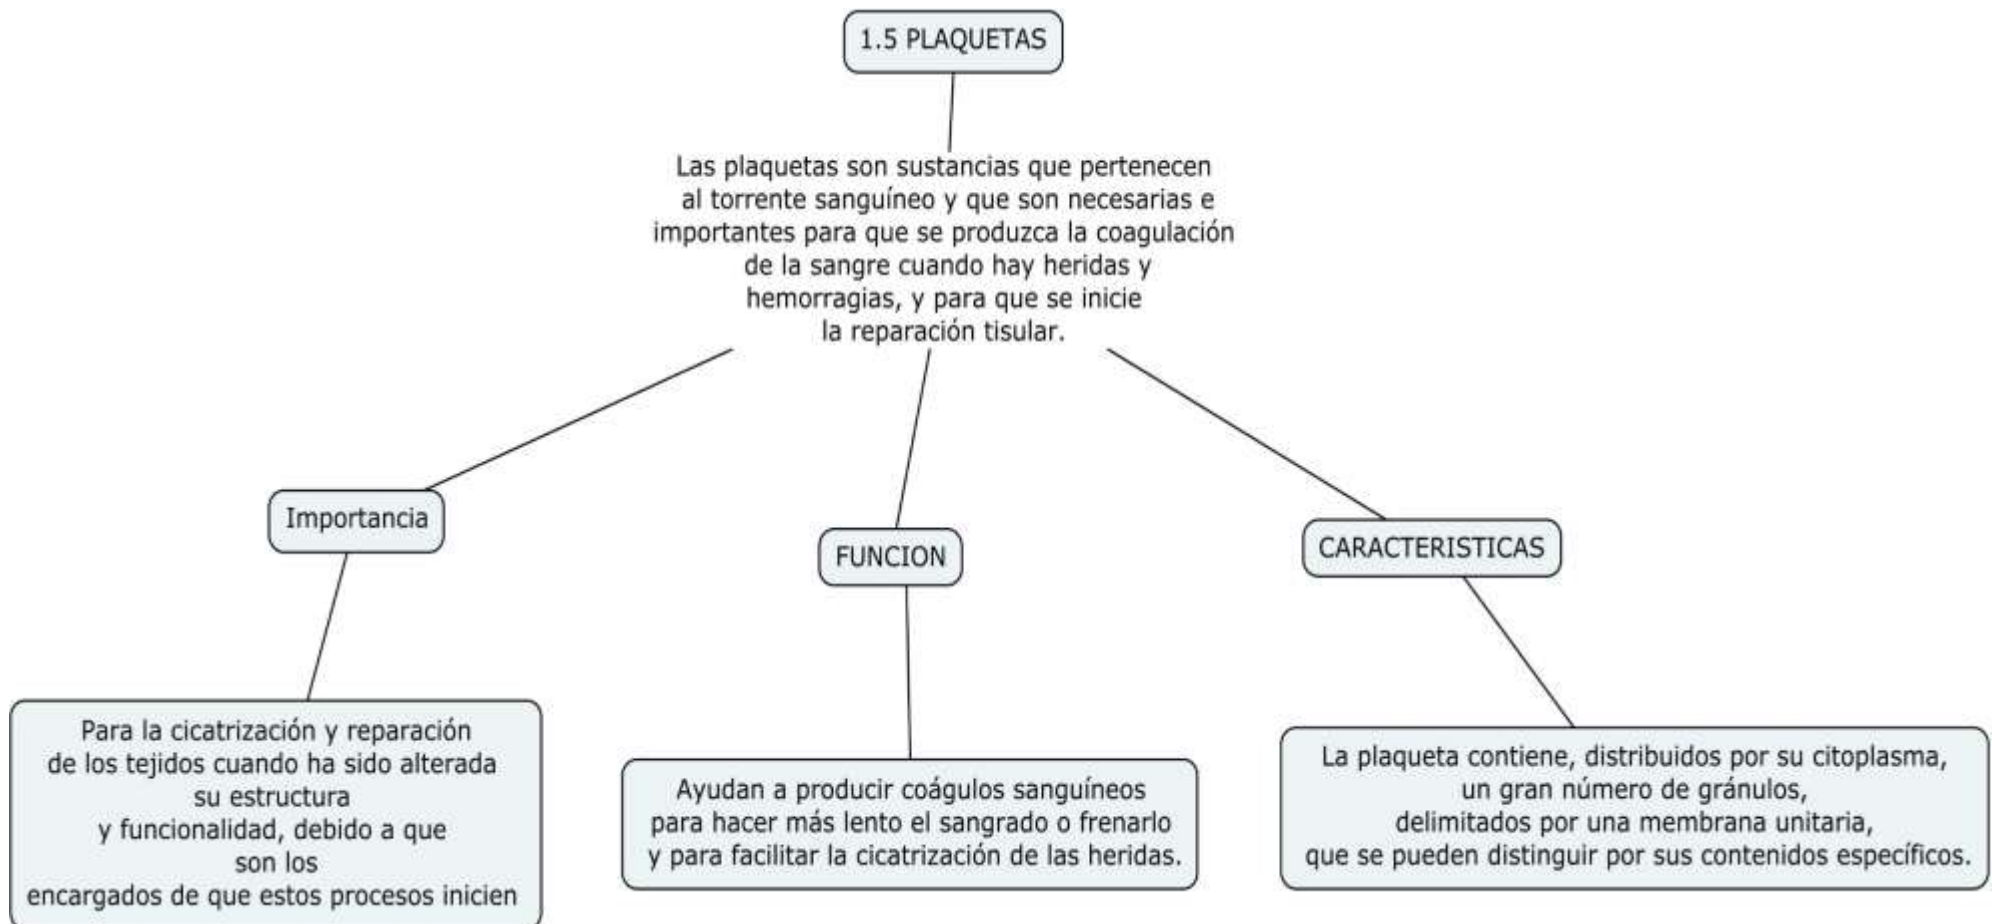 1.5 PLAQUETAS
Las plaquetas son sustancias que pertenecen
al torrente sanguíneo y que son necesarias e
importantes para que se produzca la coagulación
de la sangre cuando hay heridas y
hemorragias, y para que se inicie
la reparación tisular.
Importancia
Para la cicatrización y reparación
de los tejidos cuando ha sido alterada
su estructura
y funcionalidad, debido a que
son los
encargados de que estos procesos inicien
FUNCION
Ayudan a producir coágulos sanguíneos
para hacer más lento el sangrado o frenarlo
y para facilitar la cicatrización de las heridas.
CARACTERISTICAS
La plaqueta contiene, distribuidos por su citoplasma,
un gran número de gránulos,
delimitados por una membrana unitaria,
que se pueden distinguir por sus contenidos específicos.